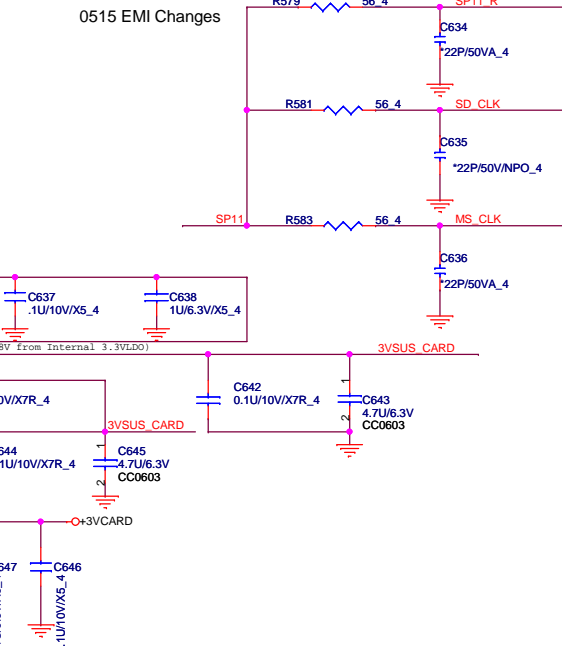 0515 EMI Changes
R579 56_4 SP11_R
C634
*22P/50VA_4
R581 56_4 SD_CLK
C635
*22P/50V/NPO_4
SP11 R583 56_4 MS_CLK
C636
*22P/50VA_4
C637
.1U/10V/X5_4
C638
1U/6.3V/X5_4
8V from Internal 3.3VLDO)
3VSUS_CARD
C642
0.1U/10V/X7R_4
1
C643
4.7U/6.3V
2
CC0603
0V/X7R_4
3VSUS_CARD
644
1U/10V/X7R_4
1
C645
4.7U/6.3V
2
CC0603
+3VCARD
647
C646
.1U/10V/X5_4